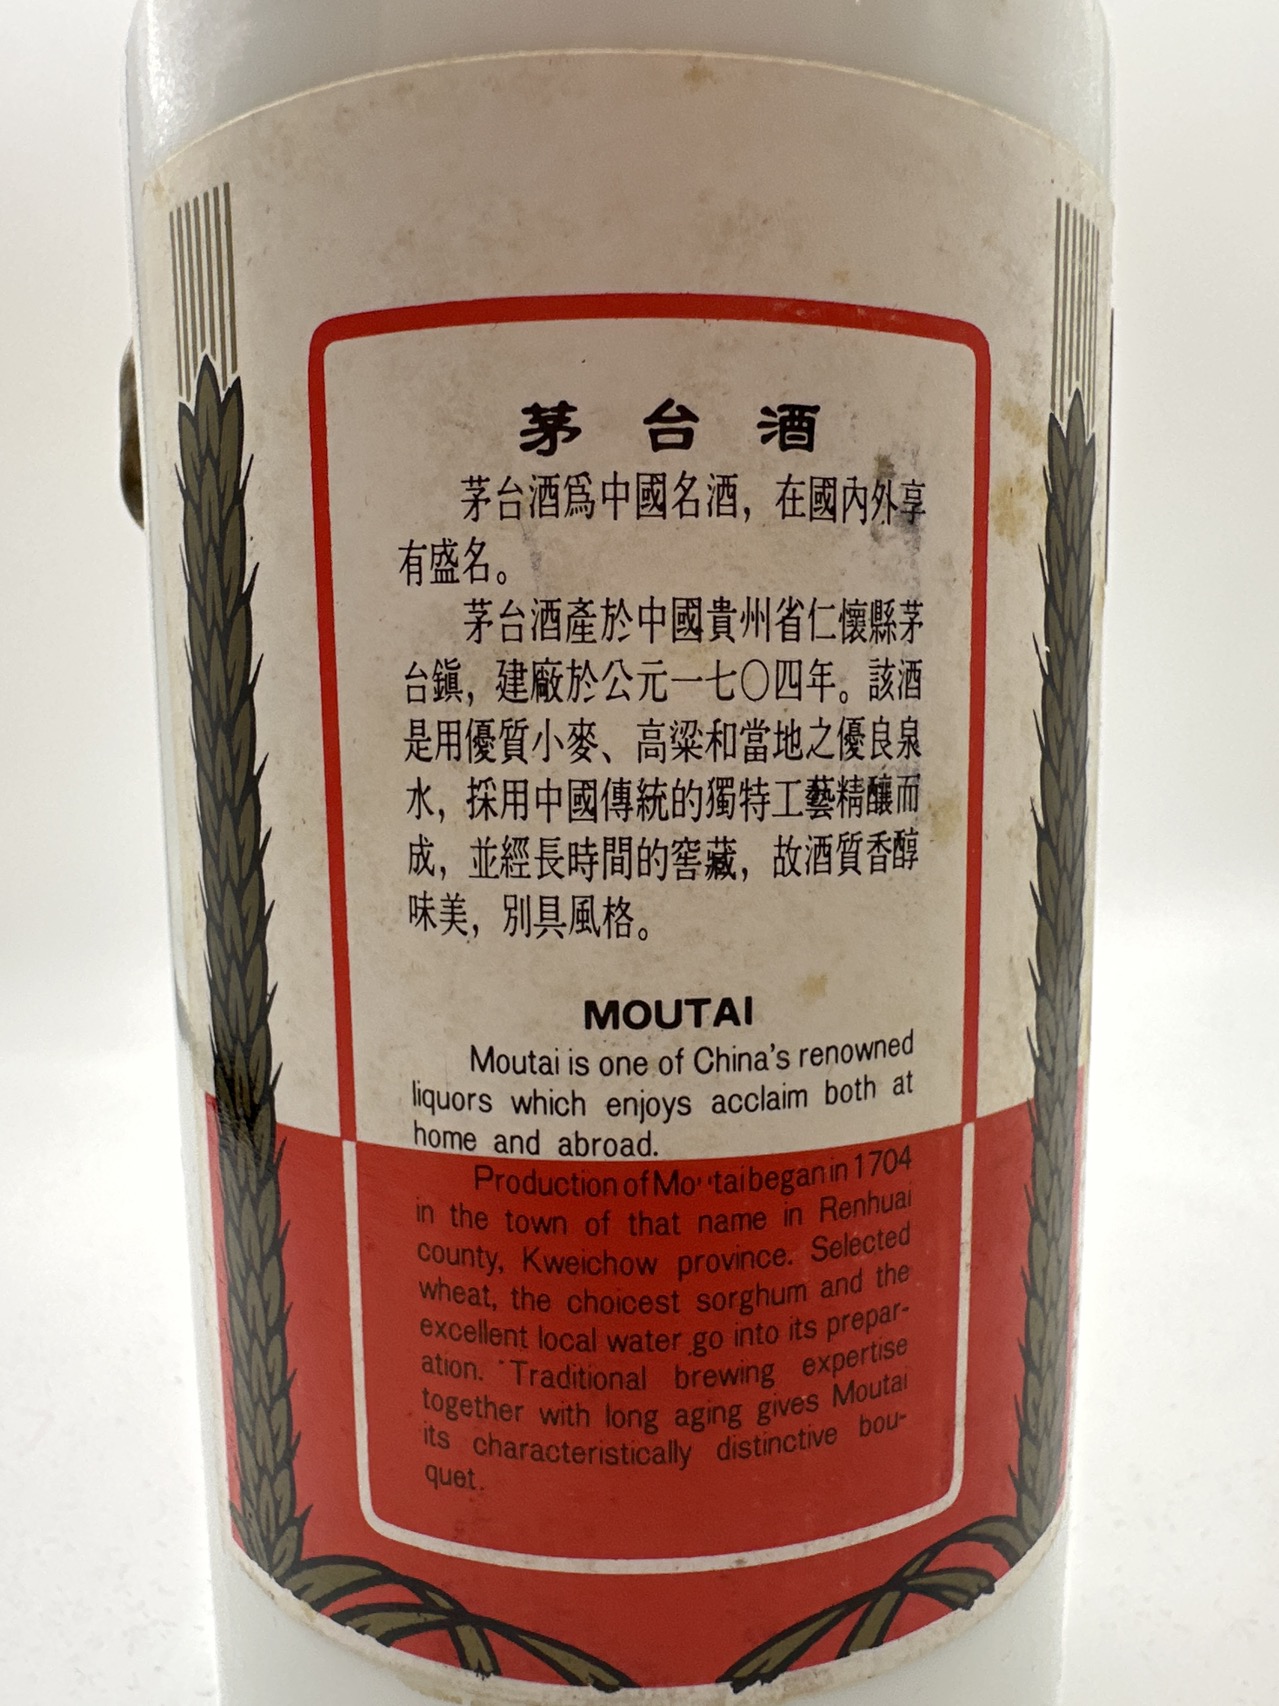 茅台酒
茅台酒爲中國名酒，在國內外享
有盛名。
茅台酒產於中國貴州省仁懷縣茅
台鎮，建廠於公元一七〇四年。該酒
是用優質小麥、高粱和當地之優良泉
水，採用中國傳統的獨特工藝精釀而
成，並經長時間的窖藏，故酒質香醇
味美，別具風格。
MOUTAI
Moutai is one of China's renowned
liquors which enjoys acclaim both at
home and abroad.
Production of Moutai began in 1704
in the town of that name in Renhuai
county, Kweichow province. Selected
wheat, the choicest sorghum and the
excellent local water go into its prepar-
ation. Traditional brewing expertise
together with long aging gives Moutai
its characteristically distinctive bou-
quet.